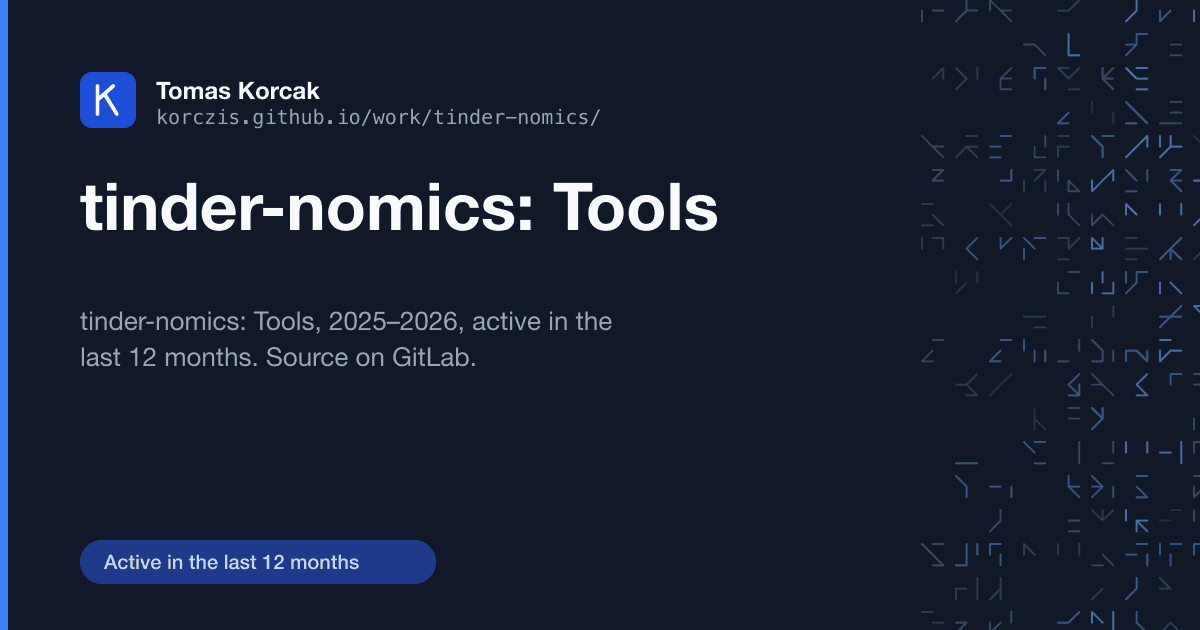 K
Tomas Korcak
korczis.github.io/work/tinder-nomics/
tinder-nomics: Tools
tinder-nomics: Tools, 2025–2026, active in the
last 12 months. Source on GitLab.
Active in the last 12 months